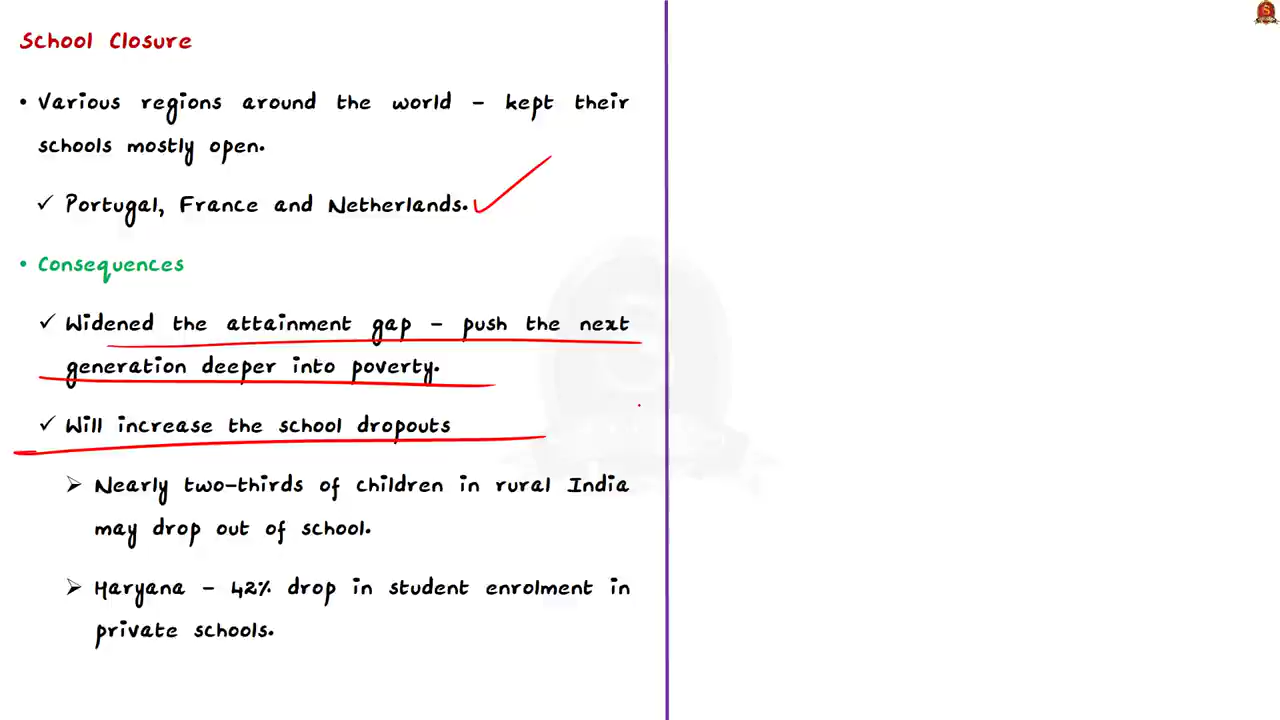 School Closure
• Various regions around the world – kept their
schools mostly open.
✓ Portugal, France and Netherlands.
• Consequences
✓ Widened the attainment gap – push the next
generation deeper into poverty.
✓ Will increase the school dropouts
➢ Nearly two-thirds of children in rural India
may drop out of school.
➢ Haryana – 42% drop in student enrolment in
private schools.